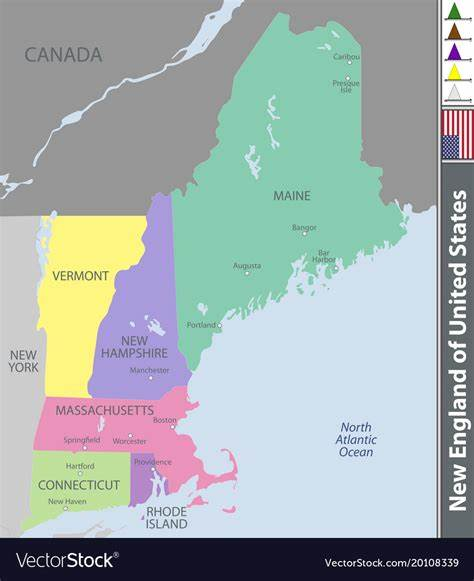 CANADA
Caribou
Presque
Isle
MAINE
Bangor
Bar
Harbor
Augusta
VERMONT
NEW
HAMPSHIRE
Portland
NEW
YORK
Manchester
MASSACHUSETTS
Boston
Springfield
Worcester
North
Atlantic
Ocean
Hartford
Providence
CONNECTICUT
New Haven
RHODE
ISLAND
New England of United States
VectorStock®
VectorStock.com/20108339